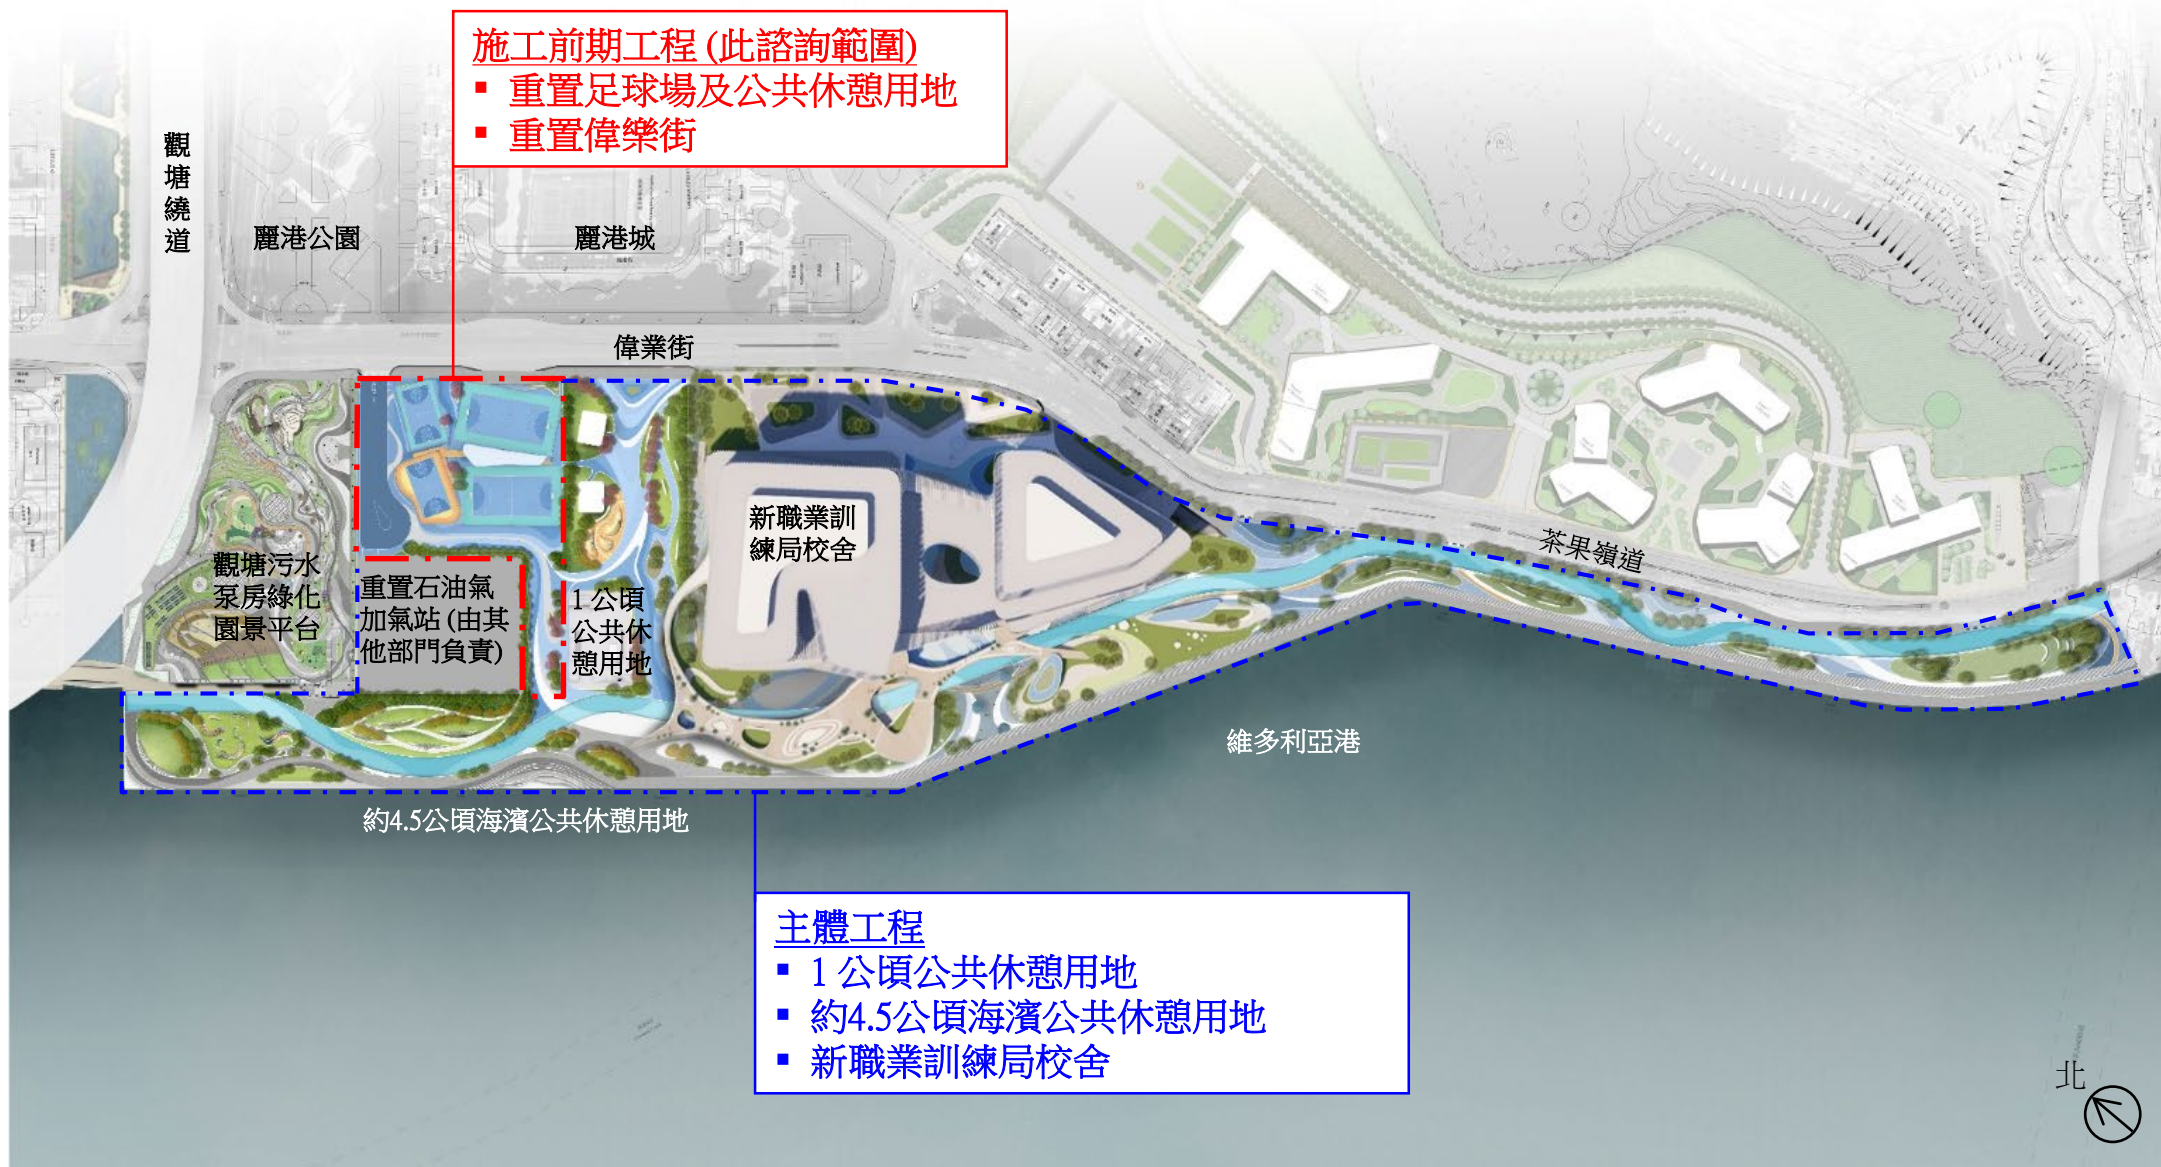 施工前期工程 (此諮詢範圍)
▪ 重置足球場及公共休憩用地
▪ 重置偉樂街
觀塘繞道
麗港公園
麗港城
偉業街
新職業訓
練局校舍
茶果嶺道
觀塘污水
泵房綠化
園景平台
重置石油氣
加氣站 (由其
他部門負責)
1 公頃
公共休
憩用地
維多利亞港
約4.5公頃海濱公共休憩用地
主體工程
▪ 1 公頃公共休憩用地
▪ 約4.5公頃海濱公共休憩用地
▪ 新職業訓練局校舍
北